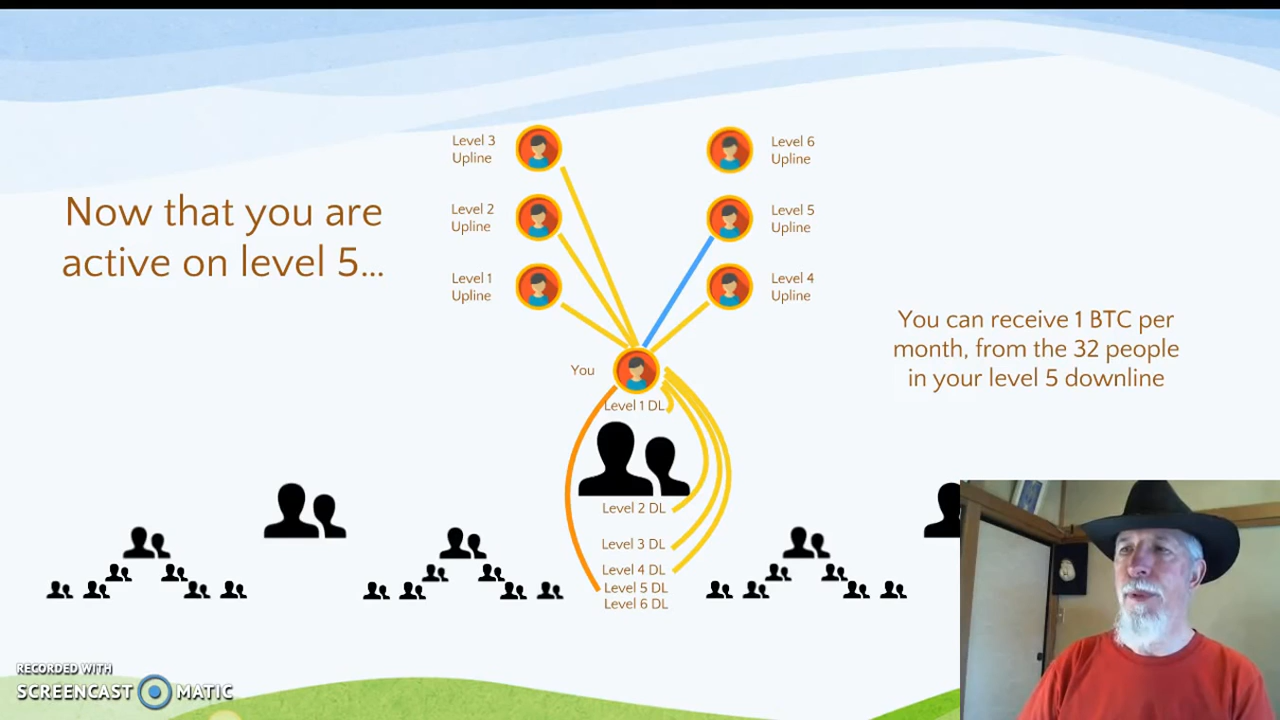 Now that you are
active on level 5...
Level 3
Upline
Level 2
Upline
Level 1
Upline
Level 6
Upline
Level 5
Upline
Level 4
Upline
You
You can receive 1 BTC per
month, from the 32 people
in your level 5 downline
Level 1 DL
Level 2 DL
Level 3 DL
Level 4 DL
Level 5 DL
Level 6 DL
RECORDED WITH
SCREENCAST MATIC